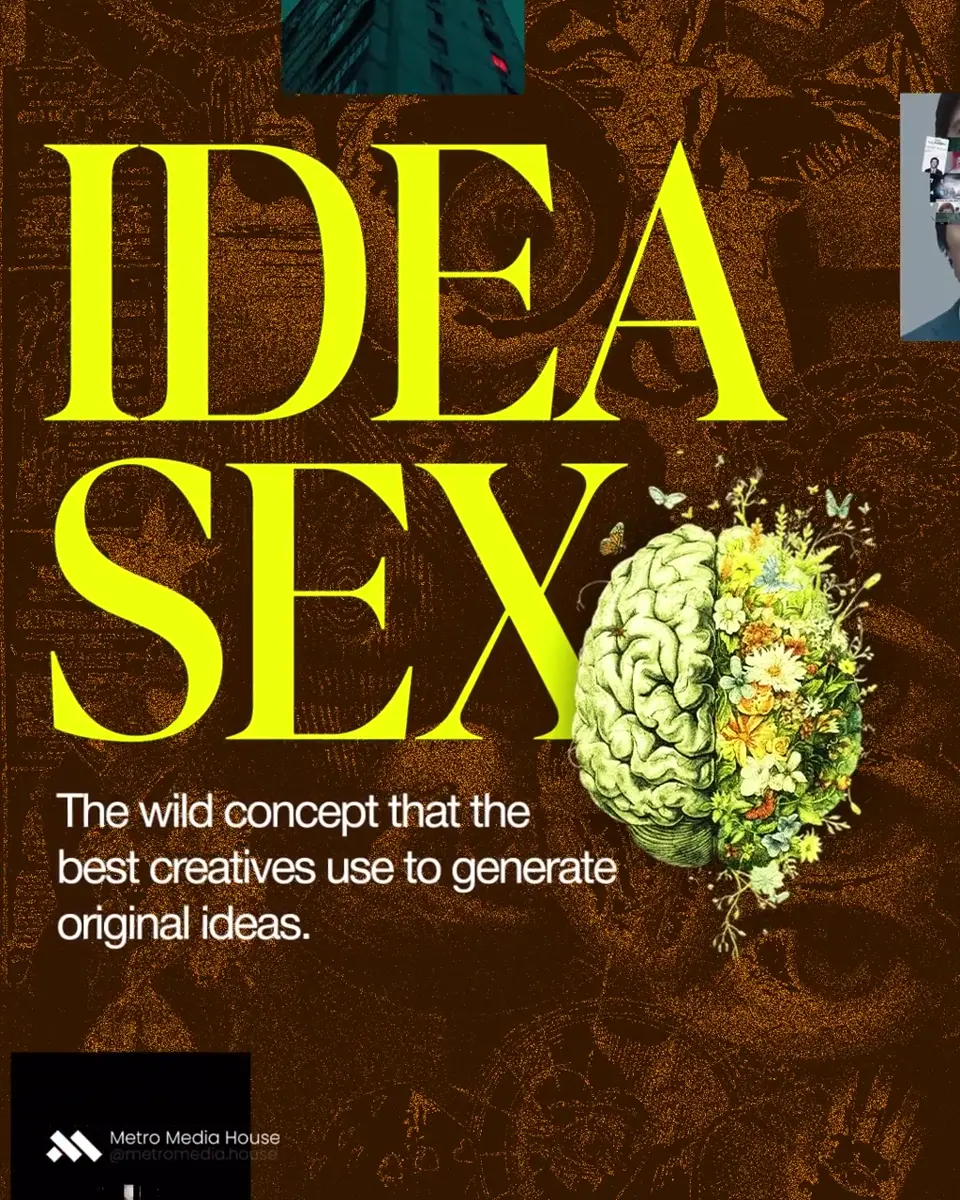 IDEA
SEX
The wild concept that the
best creatives use to generate
original ideas.
Metro Media House
@metromedia.house